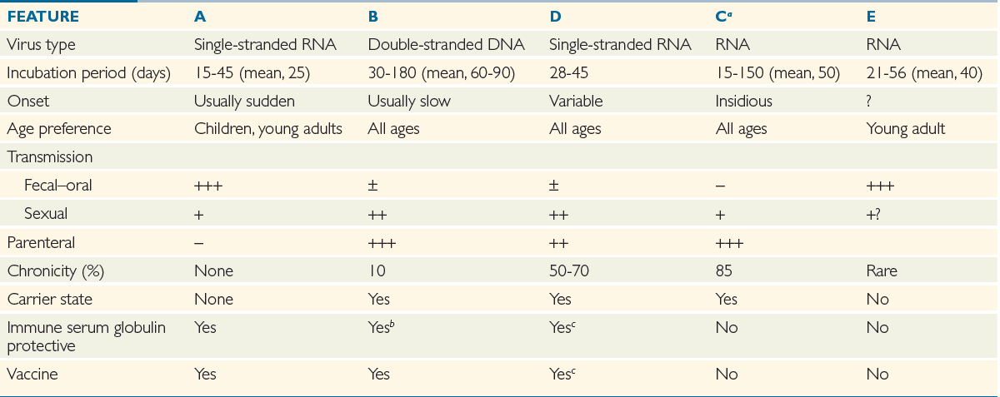 FEATURE A B D Cᵃ E
Virus type Single-stranded RNA Double-stranded DNA Single-stranded RNA RNA RNA
Incubation period (days) 15-45 (mean, 25) 30-180 (mean, 60-90) 28-45 15-150 (mean, 50) 21-56 (mean, 40)
Onset Usually sudden Usually slow Variable Insidious ?
Age preference Children, young adults All ages All ages All ages Young adult
Transmission
Fecal–oral +++ ± ± – +++
Sexual + ++ ++ + +?
Parenteral – +++ ++ +++
Chronicity (%) None 10 50-70 85 Rare
Carrier state None Yes Yes Yes No
Immune serum globulin Yes Yesᵇ Yesᶜ No No
protective
Vaccine Yes Yes Yesᶜ No No